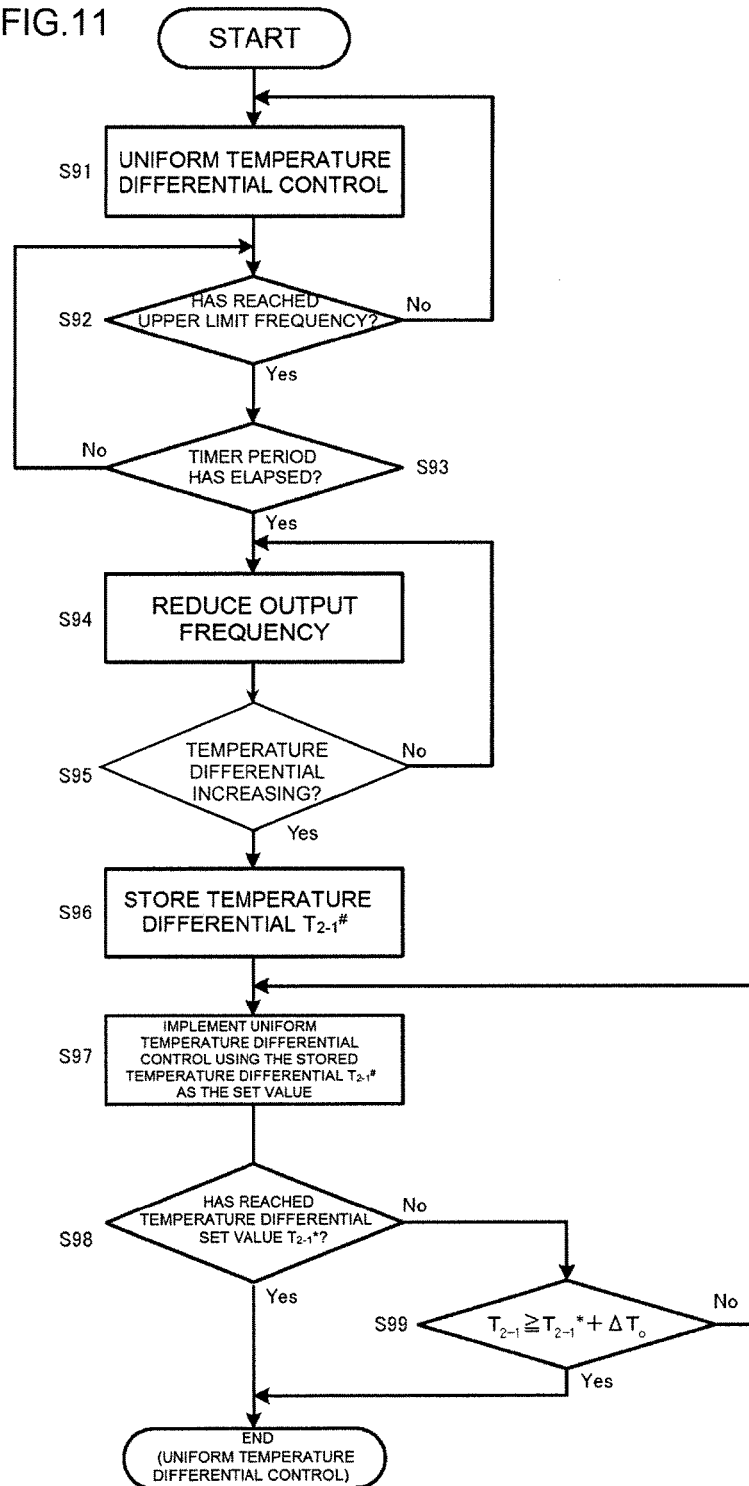 FIG.11
START
S91
UNIFORM TEMPERATURE
DIFFERENTIAL CONTROL
S92
HAS REACHED
UPPER LIMIT FREQUENCY?
No
Yes
No
TIMER PERIOD
HAS ELAPSED?
S93
Yes
S94
REDUCE OUTPUT
FREQUENCY
S95
TEMPERATURE
DIFFERENTIAL
INCREASING?
No
Yes
S96
STORE TEMPERATURE
DIFFERENTIAL T2-1#
S97
IMPLEMENT UNIFORM
TEMPERATURE DIFFERENTIAL
CONTROL USING THE STORED
TEMPERATURE DIFFERENTIAL T2-1#
AS THE SET VALUE
S98
HAS REACHED
TEMPERATURE DIFFERENTIAL
SET VALUE T2-1*?
No
Yes
S99
T2-1≧T2-1*+ΔTo
No
Yes
END
(UNIFORM TEMPERATURE
DIFFERENTIAL CONTROL)